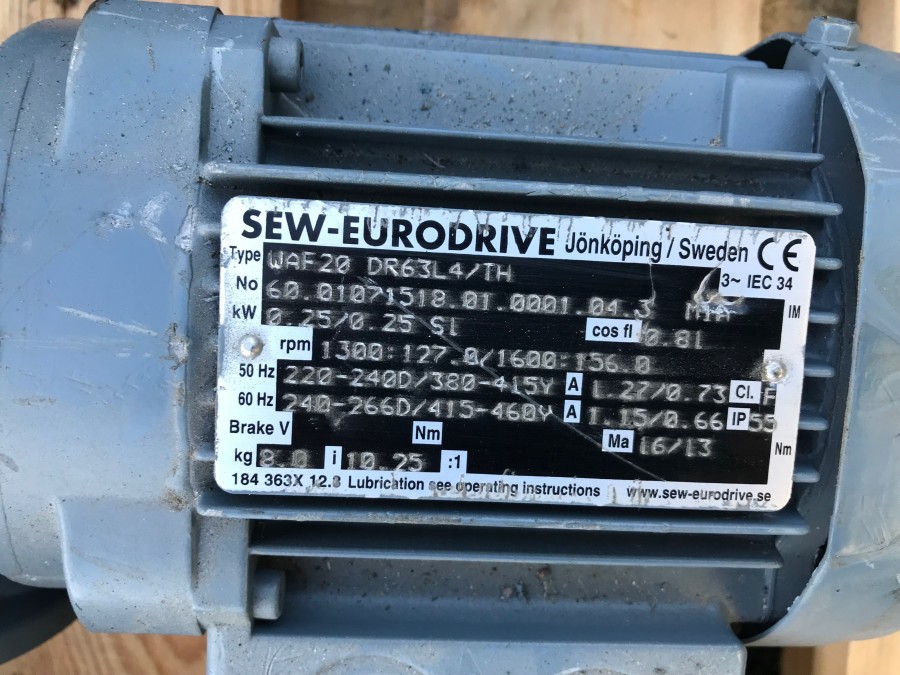 SEW-EURODRIVE Jönköping / Sweden CE
Type WAF20 DR63L4/TH 3~ IEC 34
No 60.01071518.01.0001.04.3 IM
kW 0.25/0.25 S1 cos fl 0.81
rpm 1300:127.0/1600:156.0
50 Hz 220-240D/380-415Y A 1.27/0.73 Cl. F
60 Hz 240-266D/415-460Y A 1.15/0.66 IP 55
Brake V Nm Ma 16/13 Nm
kg 8.0 i 10.25 :1
184 363X 12.8 Lubrication see operating instructions www.sew-eurodrive.se